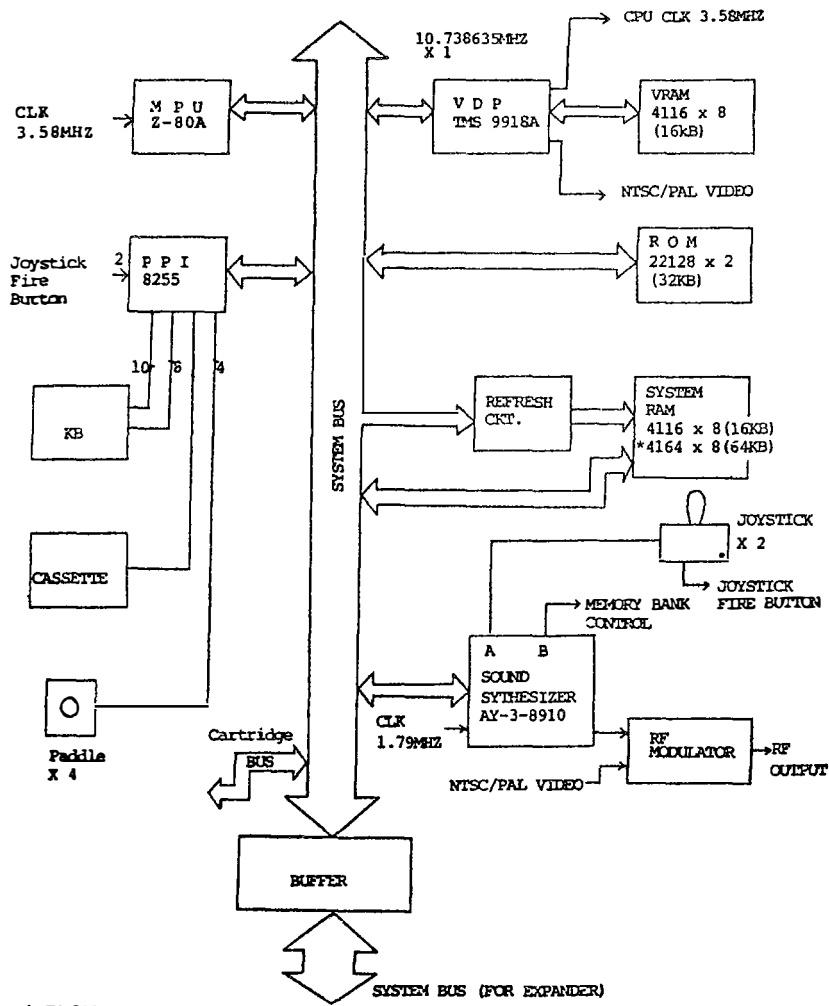 CPU CLK 3.58MHZ
10.738635MHZ
X 1
CLK
3.58MHZ
M P U
Z-80A
V D P
TMS 9918A
VRAM
4116 x 8
(16kB)
NTSC/PAL VIDEO
Joystick
Fire
Button
2
P P I
8255
R O M
22128 x 2
(32KB)
10
8
4
KB
SYSTEM BUS
REFRESH
CKT.
SYSTEM
RAM
4116 x 8(16KB)
*4164 x 8(64KB)
CASSETTE
JOYSTICK
X 2
JOYSTICK
FIRE BUTTON
MEMORY BANK
CONTROL
A B
SOUND
SYTHESIZER
AY-3-8910
CLK
1.79MHZ
Paddle
X 4
Cartridge
BUS
RF
MODULATOR
RF
OUTPUT
NTSC/PAL VIDEO
BUFFER
SYSTEM BUS (FOR EXPANDER)